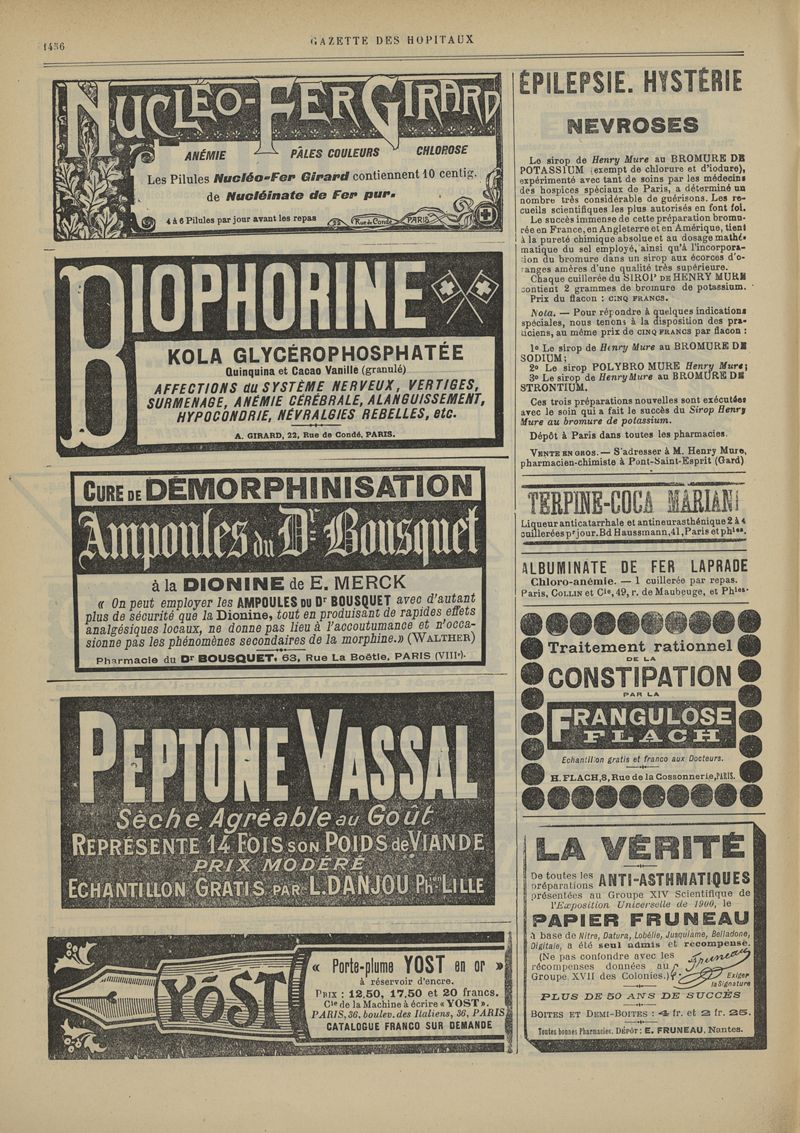 1456
GAZETTE DES HOPITAUX
NUCLÉO-FER GIRARD
ANÉMIE PÂLES COULEURS CHLOROSE
Les Pilules Nucléo-Fer Girard contiennent 10 centig.
de Nucléinate de Fer pur.
4 à 6 Pilules par jour avant les repas
22 Rue de Condé PARIS
BIOPHORINE
KOLA GLYCÉROPHOSPHATÉE
Quinquina et Cacao Vanillé (granulé)
AFFECTIONS du SYSTÈME NERVEUX, VERTIGES,
SURMENAGE, ANÉMIE CÉRÉBRALE, ALANGUISSEMENT,
HYPOCONDRIE, NÉVRALGIES REBELLES, etc.
A. GIRARD, 22, Rue de Condé, PARIS.
CURE DE DÉMORPHINISATION
Ampoules du Dr Bousquet
à la DIONINE de E. MERCK
« On peut employer les AMPOULES DU Dr BOUSQUET avec d'autant
plus de sécurité que la Dionine, tout en produisant de rapides effets
analgésiques locaux, ne donne pas lieu à l'accoutumance et n'occa-
sionne pas les phénomènes secondaires de la morphine.» (WALTHER)
Pharmacie du Dr BOUSQUET, 63, Rue La Boëtie, PARIS (VIIIe).
PEPTONE VASSAL
Sèche, Agréable au Goût
REPRÉSENTE 14 FOIS SON POIDS de VIANDE
PRIX MODÉRÉ
ECHANTILLON GRATIS PAR L. DANJOU Phien LILLE
YOST
« Porte-plume YOST en or »
à réservoir d'encre.
PRIX : 12,50, 17,50 et 20 francs.
Cie de la Machine à écrire « YOST ».
PARIS, 36, boulev. des Italiens, 36, PARIS
CATALOGUE FRANCO SUR DEMANDE
ÉPILEPSIE. HYSTÉRIE
NEVROSES
Le sirop de Henry Mure au BROMURE DE
POTASSIUM (exempt de chlorure et d'iodure),
expérimenté avec tant de soins par les médecins
des hospices spéciaux de Paris, a déterminé un
nombre très considérable de guérisons. Les re-
cueils scientifiques les plus autorisés en font foi.
Le succès immense de cette préparation bromu-
rée en France, en Angleterre et en Amérique, tient
à la pureté chimique absolue et au dosage mathé-
matique du sel employé, ainsi qu'à l'incorpora-
tion du bromure dans un sirop aux écorces d'o-
ranges amères d'une qualité très supérieure.
Chaque cuillerée du SIROP DE HENRY MURE
contient 2 grammes de bromure de potassium.
Prix du flacon : CINQ FRANCS.
Nota. — Pour répondre à quelques indications
spéciales, nous tenons à la disposition des pra-
ticiens, au même prix de CINQ FRANCS par flacon :
1o Le sirop de Henry Mure au BROMURE DE
SODIUM;
2o Le sirop POLYBRO MURE Henry Mure;
3o Le sirop de Henry Mure au BROMURE DE
STRONTIUM.
Ces trois préparations nouvelles sont exécutées
avec le soin qui a fait le succès du Sirop Henry
Mure au bromure de potassium.
Dépôt à Paris dans toutes les pharmacies.
VENTE EN GROS. — S'adresser à M. Henry Mure,
pharmacien-chimiste à Pont-Saint-Esprit (Gard)
TERPINE-COCA MARIANI
Liqueur anticatarrhale et antineurasthénique 2 à 4
cuillerées pr jour, Bd Haussmann, 41, Paris et phies.
ALBUMINATE DE FER LAPRADE
Chloro-anémie. — 1 cuillerée par repas.
Paris, COLLIN et Cie, 49, r. de Maubeuge, et Phies.
Traitement rationnel
DE LA
CONSTIPATION
PAR LA
FRANGULOSE
FLACH
Echantillon gratis et franco aux Docteurs.
H. FLACH, 8, Rue de la Cossonnerie, PARIS.
LA VÉRITÉ
De toutes les
préparations ANTI-ASTHMATIQUES
présentées au Groupe XIV Scientifique de
l'Exposition Universelle de 1900, le
PAPIER FRUNEAU
à base de Nitre, Datura, Lobélie, Jusquiame, Belladone,
Digitale, a été seul admis et récompensé.
(Ne pas confondre avec les
récompenses données au
Groupe XVII des Colonies.)
Fruneau
Exiger
la Signature
PLUS DE 50 ANS DE SUCCÈS
BOITES ET DEMI-BOITES : 4 fr. et 2 fr. 25.
Toutes bonnes Pharmacies. DÉPÔT : E. FRUNEAU, Nantes.